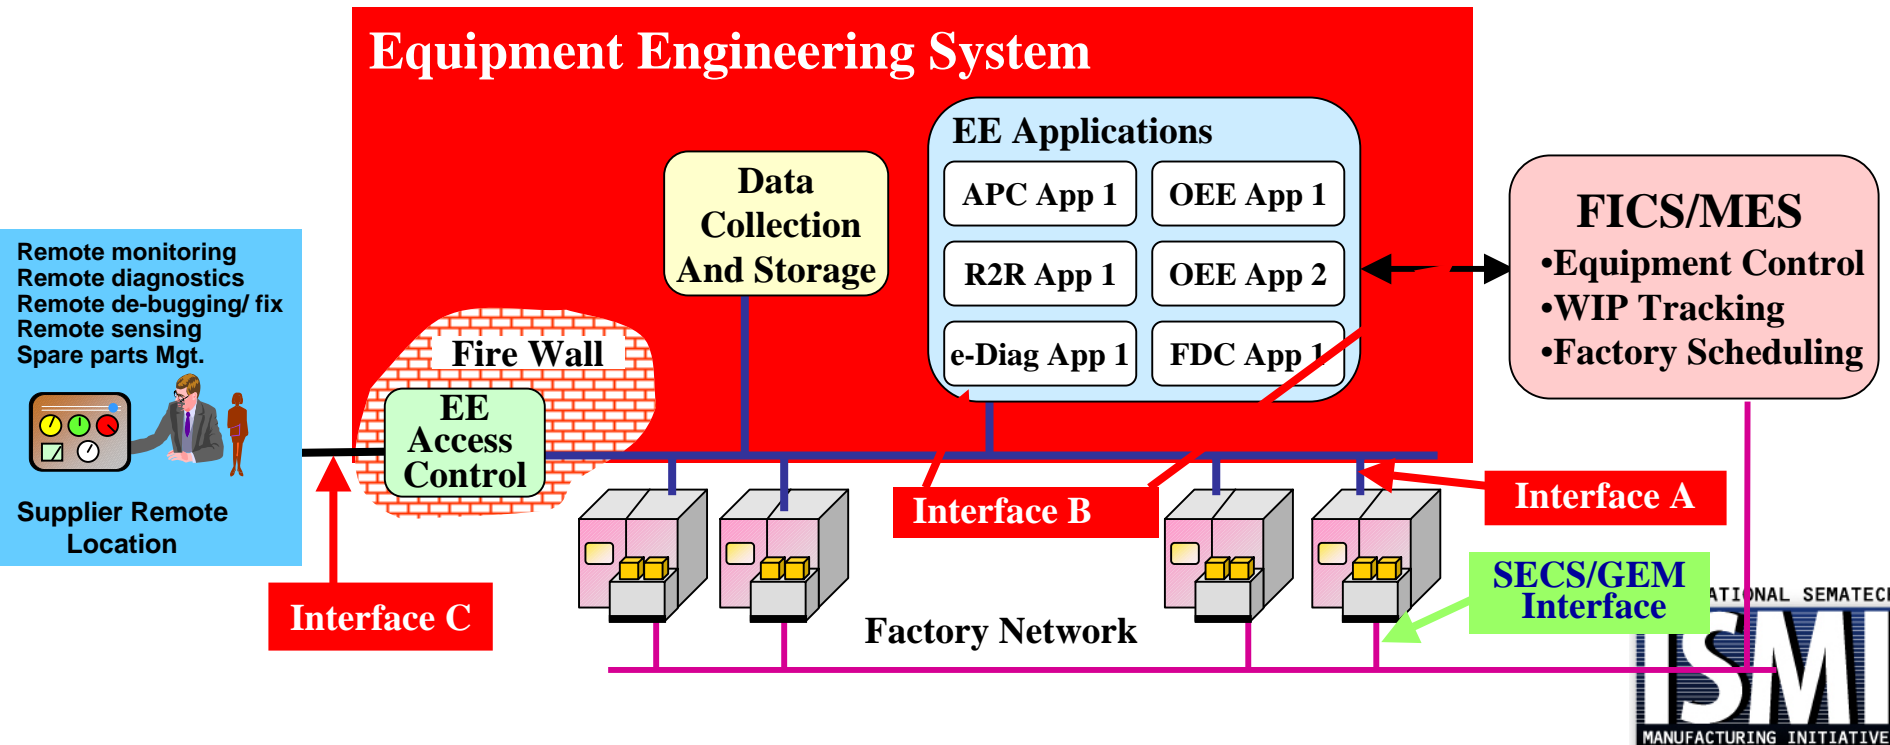 Equipment Engineering System
EE Applications
APC App 1
OEE App 1
R2R App 1
OEE App 2
e-Diag App 1
FDC App 1
Data
Collection
And Storage
FICS/MES
•Equipment Control
•WIP Tracking
•Factory Scheduling
Remote monitoring
Remote diagnostics
Remote de-bugging/ fix
Remote sensing
Spare parts Mgt.
Supplier Remote
Location
Fire Wall
EE
Access
Control
Interface C
Interface B
Interface A
SECS/GEM
Interface
Factory Network
SEMATECH
ISMI
MANUFACTURING INITIATIVE